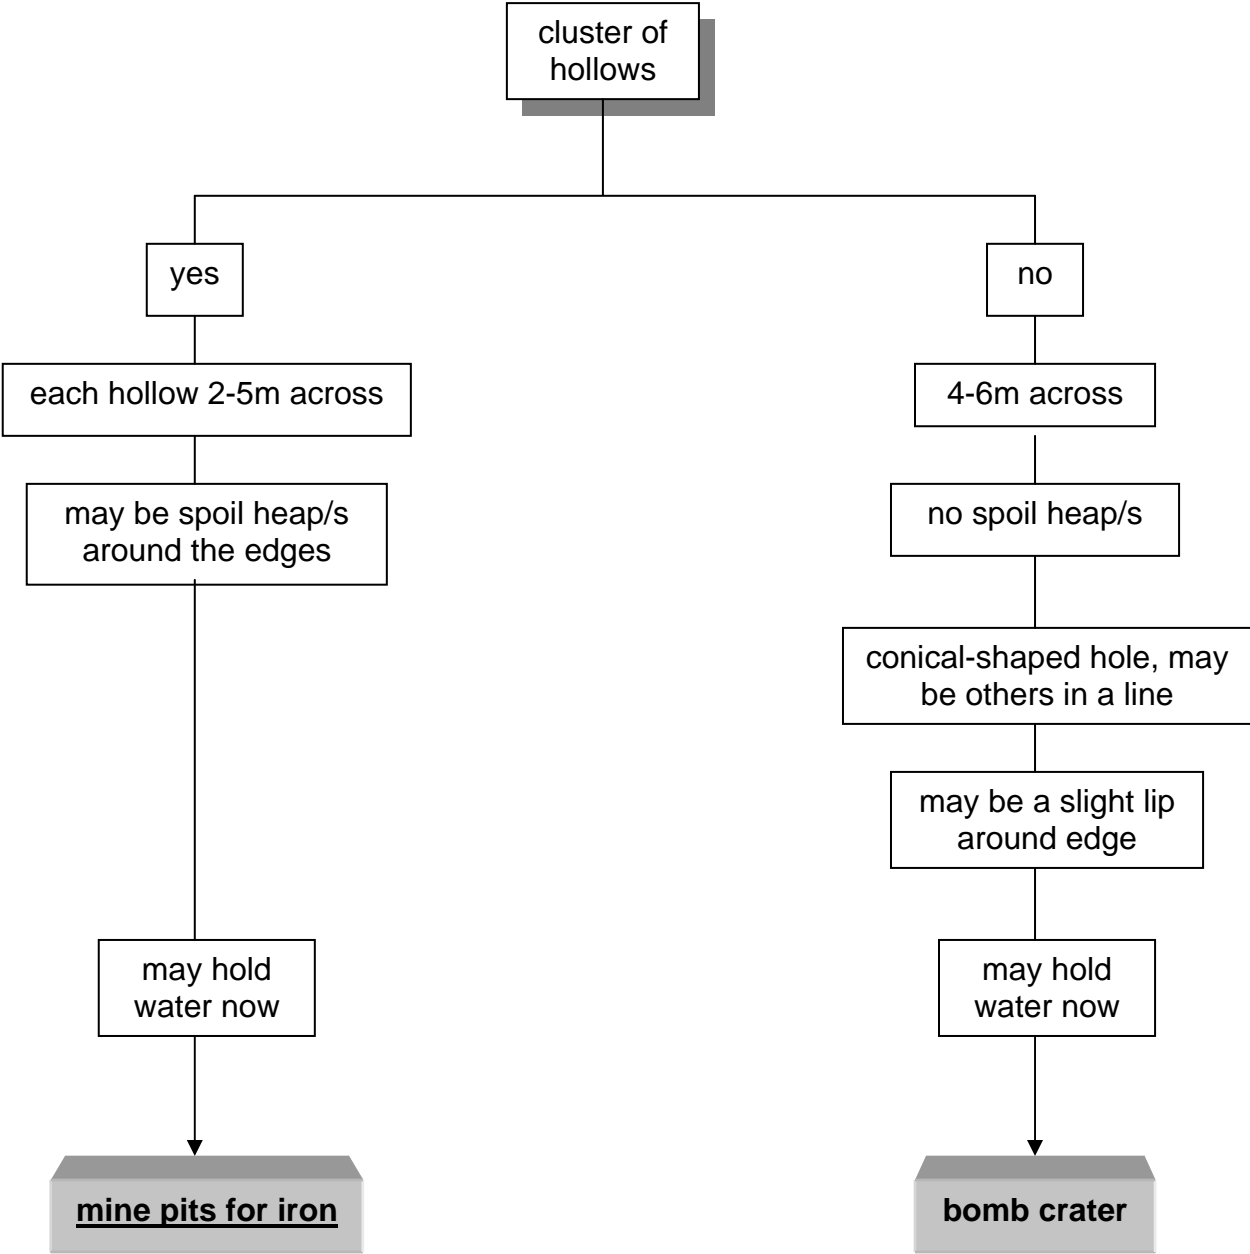 cluster of
hollows
yes
no
each hollow 2-5m across
4-6m across
may be spoil heap/s
around the edges
no spoil heap/s
conical-shaped hole, may
be others in a line
may be a slight lip
around edge
may hold
water now
may hold
water now
mine pits for iron
bomb crater